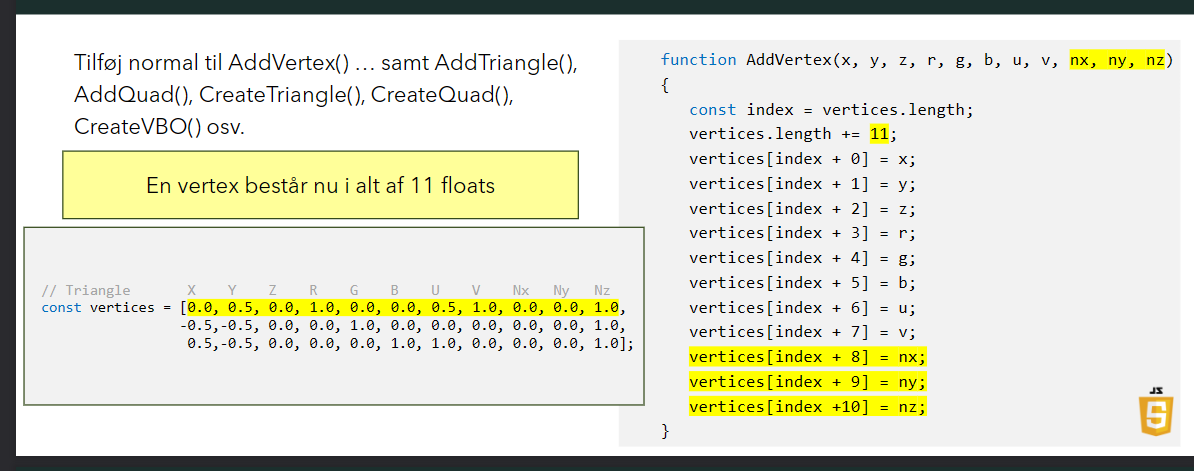 Tilføj normal til AddVertex() … samt AddTriangle(),
AddQuad(), CreateTriangle(), CreateQuad(),
CreateVBO() osv.
En vertex består nu i alt af 11 floats
// Triangle X Y Z R G B U V Nx Ny Nz
const vertices = [0.0, 0.5, 0.0, 1.0, 0.0, 0.0, 0.5, 1.0, 0.0, 0.0, 1.0,
-0.5,-0.5, 0.0, 0.0, 1.0, 0.0, 0.0, 0.0, 0.0, 0.0, 1.0,
0.5,-0.5, 0.0, 0.0, 0.0, 1.0, 1.0, 0.0, 0.0, 0.0, 1.0];
function AddVertex(x, y, z, r, g, b, u, v, nx, ny, nz)
{
const index = vertices.length;
vertices.length += 11;
vertices[index + 0] = x;
vertices[index + 1] = y;
vertices[index + 2] = z;
vertices[index + 3] = r;
vertices[index + 4] = g;
vertices[index + 5] = b;
vertices[index + 6] = u;
vertices[index + 7] = v;
vertices[index + 8] = nx;
vertices[index + 9] = ny;
vertices[index +10] = nz;
}
JS
5